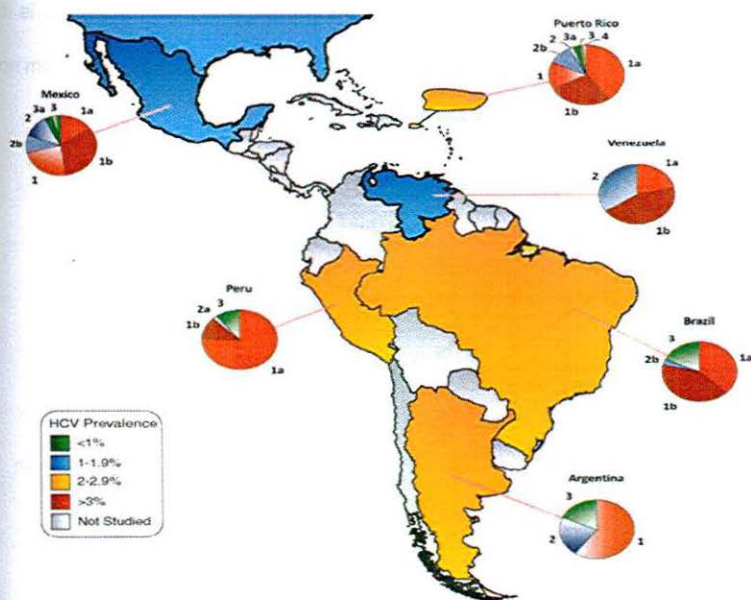 Puerto Rico
2 3a 3 4
2b
1a
1
1b
Mexico
3a 3
2
1a
2b
1b
1
Venezuela
2
1a
1b
Peru
2a 3
1b
1a
Brazil
3
1a
2b
1b
Argentina
3
2
1
HCV Prevalence
<1%
1-1.9%
2-2.9%
>3%
Not Studied